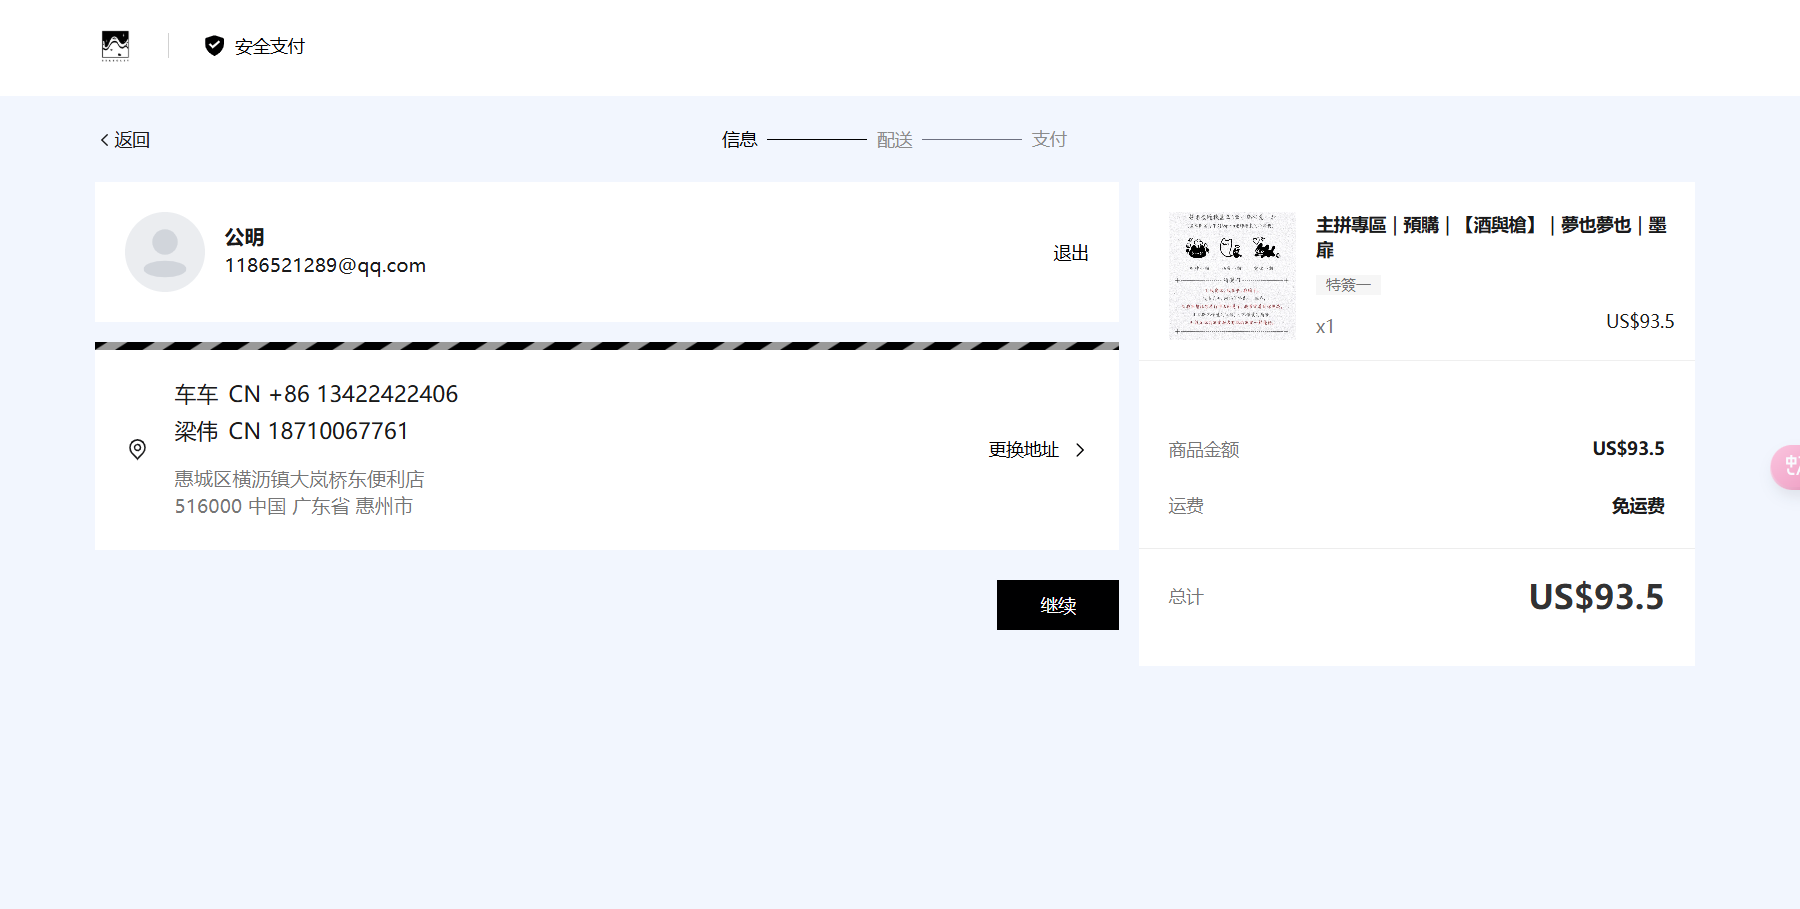 安全支付
返回
信息
配送
支付
公明
1186521289@qq.com
退出
车车 CN +86 13422422406
梁伟 CN 18710067761
惠城区横沥镇大岚桥东便利店
516000 中国 广东省 惠州市
更换地址
继续
主拼專區 | 預購 | 【酒與槍】 | 夢也夢也 | 墨
扉
特簽一
x1
US$93.5
商品金额
US$93.5
运费
免运费
总计
US$93.5